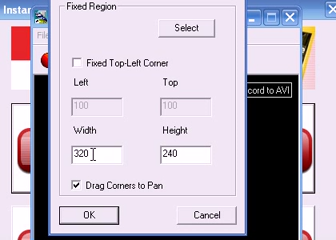 Instan
Fixed Region
File
Select
Fixed Top-Left Corner
cord to AVI
Left Top
100 100
Width Height
320 240
Drag Corners to Pan
OK Cancel